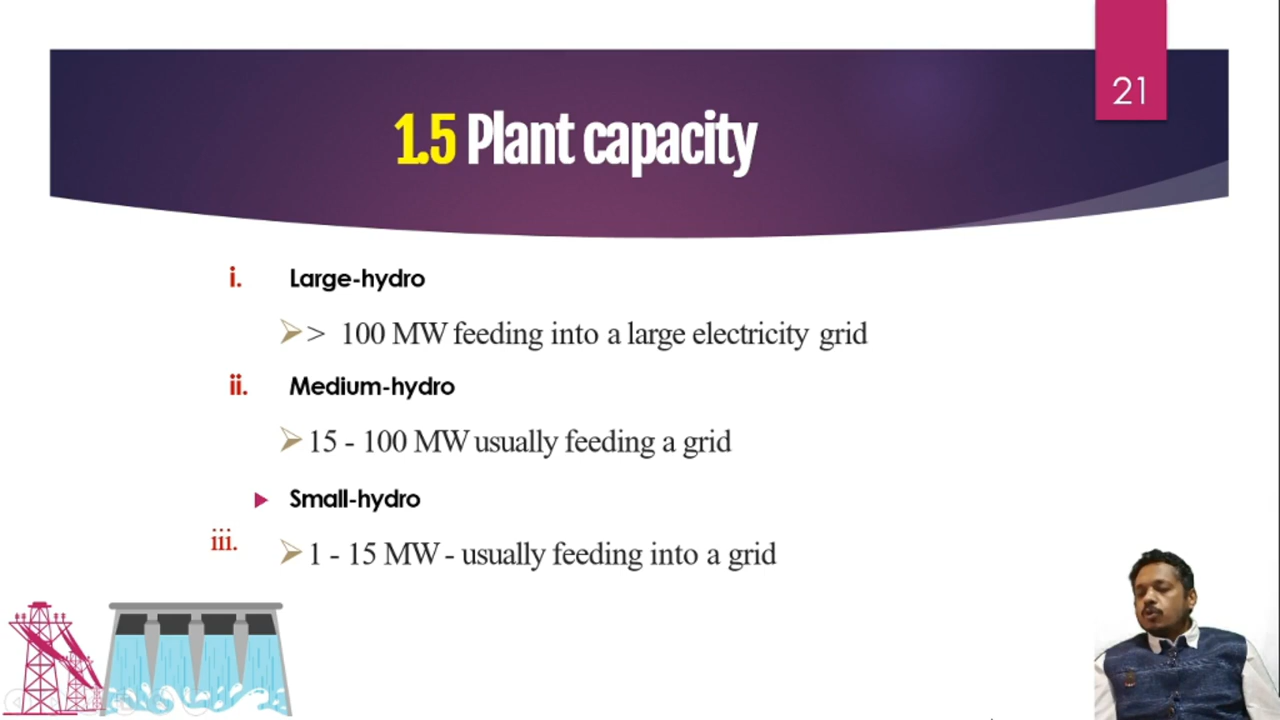 21
1.5 Plant capacity
i. Large-hydro
> 100 MW feeding into a large electricity grid
ii. Medium-hydro
15 - 100 MW usually feeding a grid
Small-hydro
iii.
1 - 15 MW - usually feeding into a grid